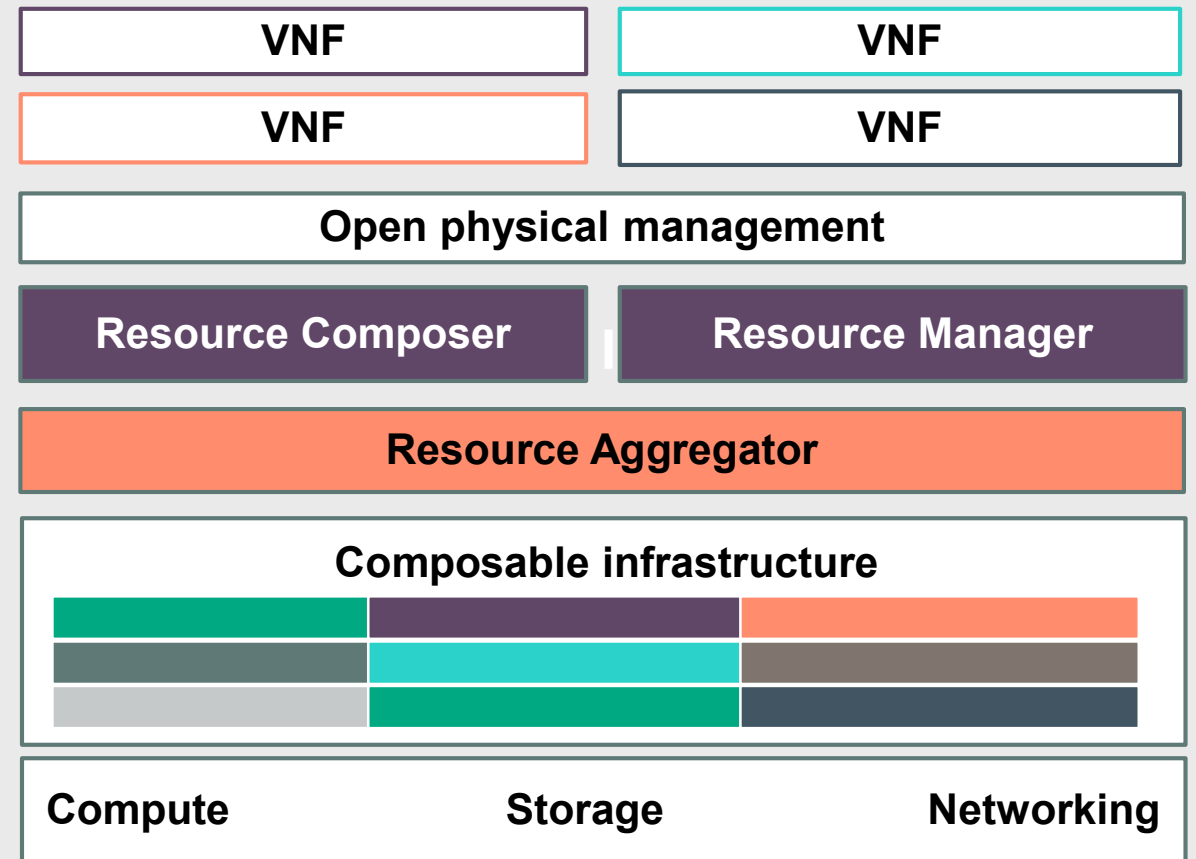 VNF VNF
VNF VNF
Open physical management
Resource Composer Resource Manager
Resource Aggregator
Composable infrastructure
Compute Storage Networking